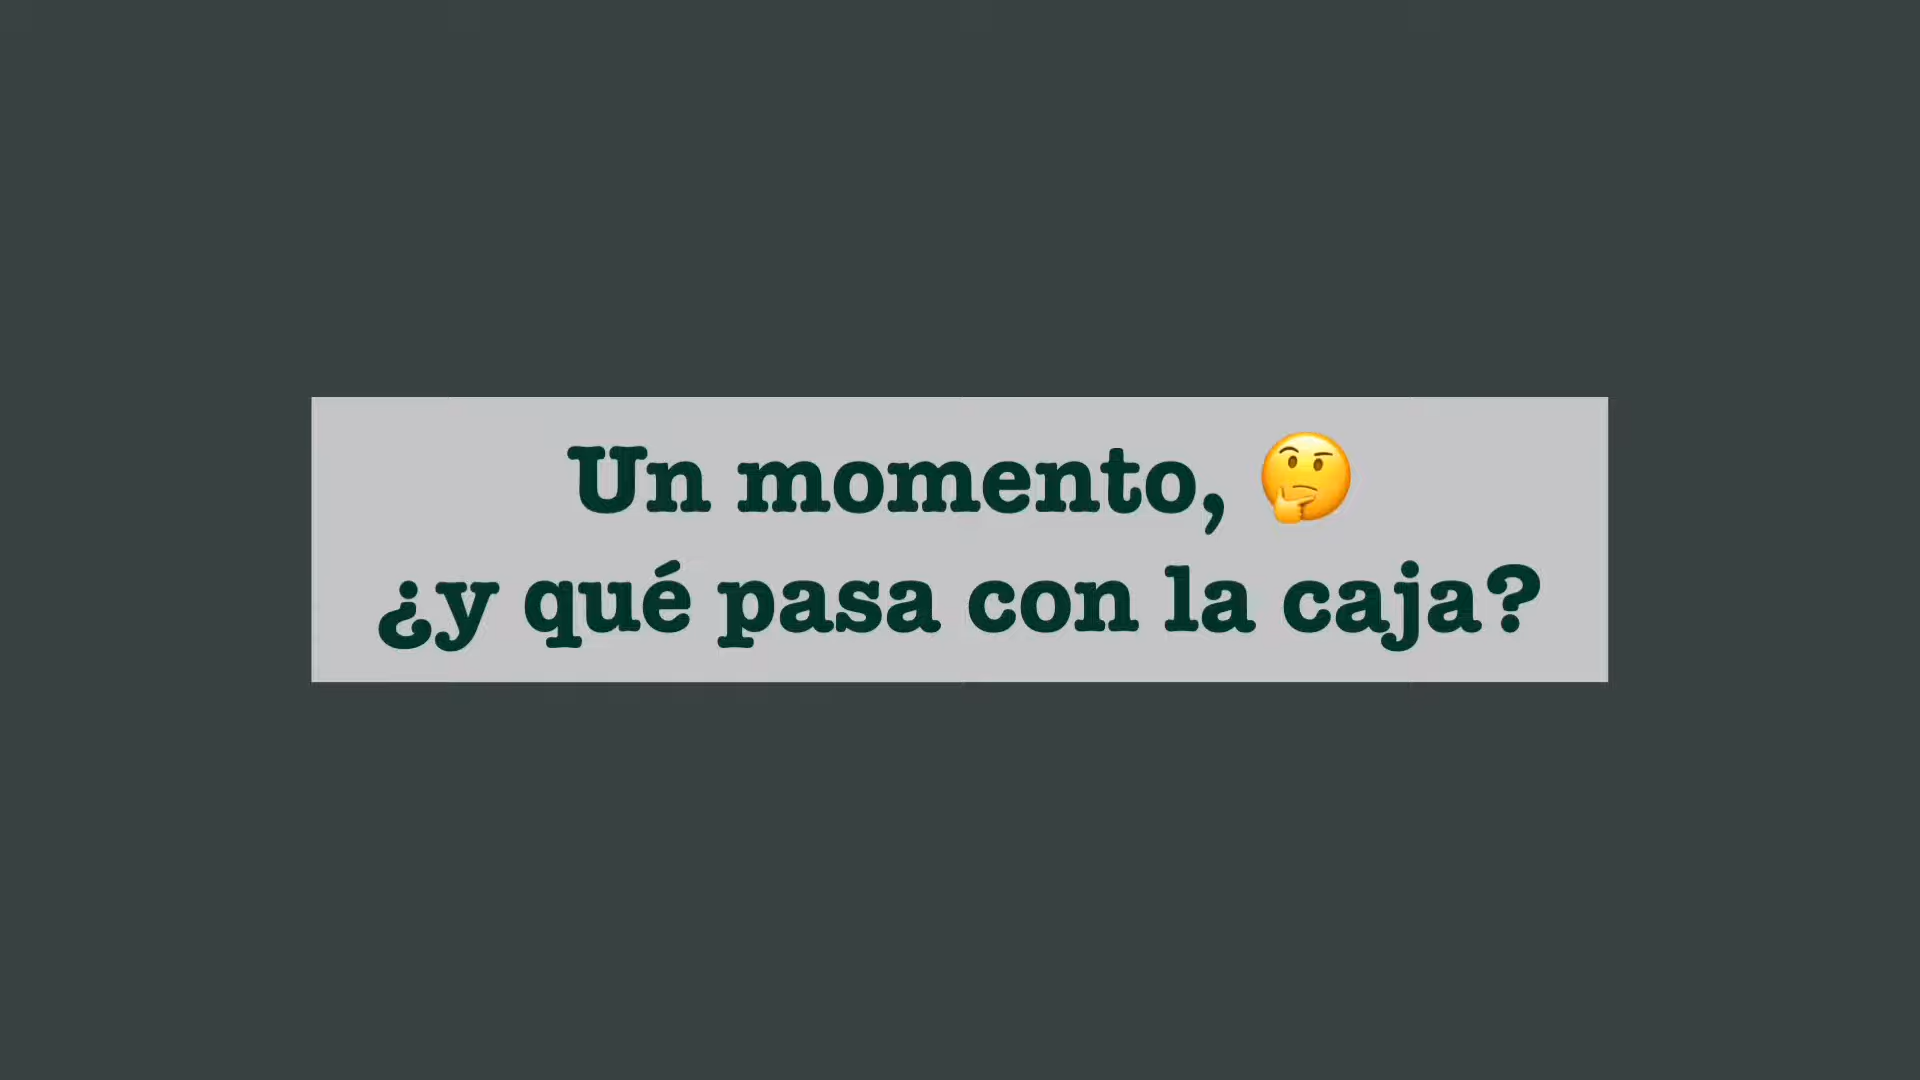 Un momento, 🤔
¿y qué pasa con la caja?